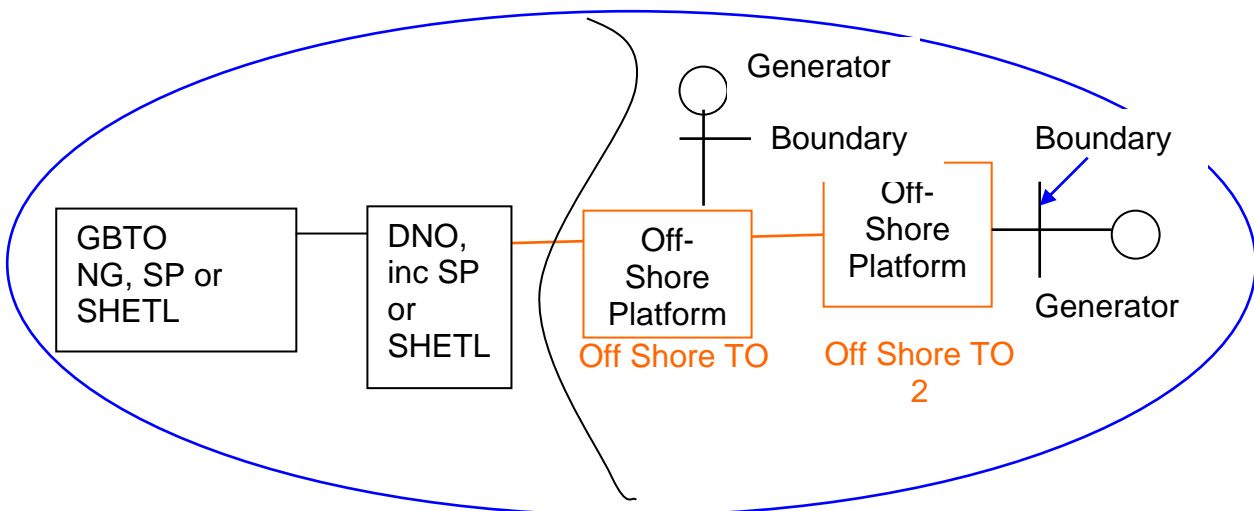 Generator
Boundary
Boundary
GBTO
NG, SP or
SHETL
DNO,
inc SP
or
SHETL
Off-
Shore
Platform
Off Shore TO
Off-
Shore
Platform
Off Shore TO
2
Generator